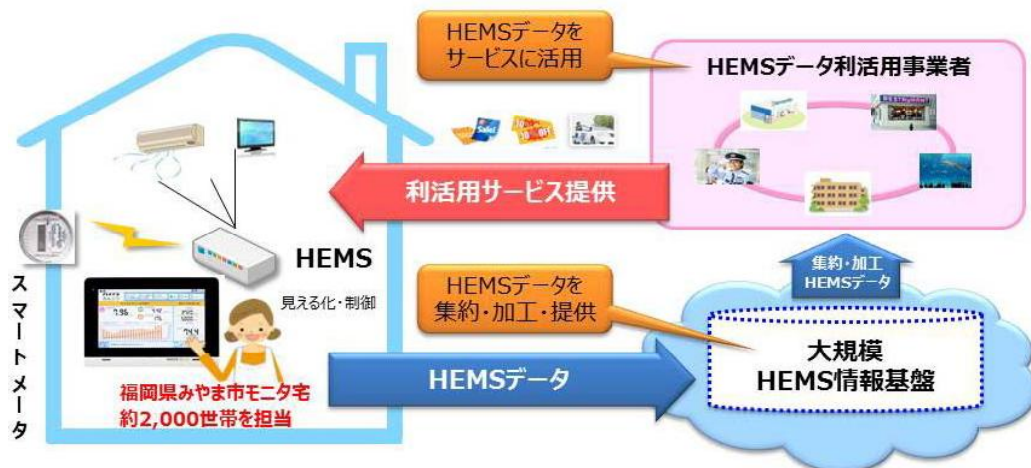 HEMSデータを
サービスに活用
HEMSデータ利活用事業者
RESTAURANT
Sale!
利活用サービス提供
スマートメータ
HEMS
見える化・制御
HEMSデータを
集約・加工・提供
集約・加工
HEMSデータ
7.96
74.4
福岡県みやま市モニタ宅
約2,000世帯を担当
HEMSデータ
大規模
HEMS情報基盤